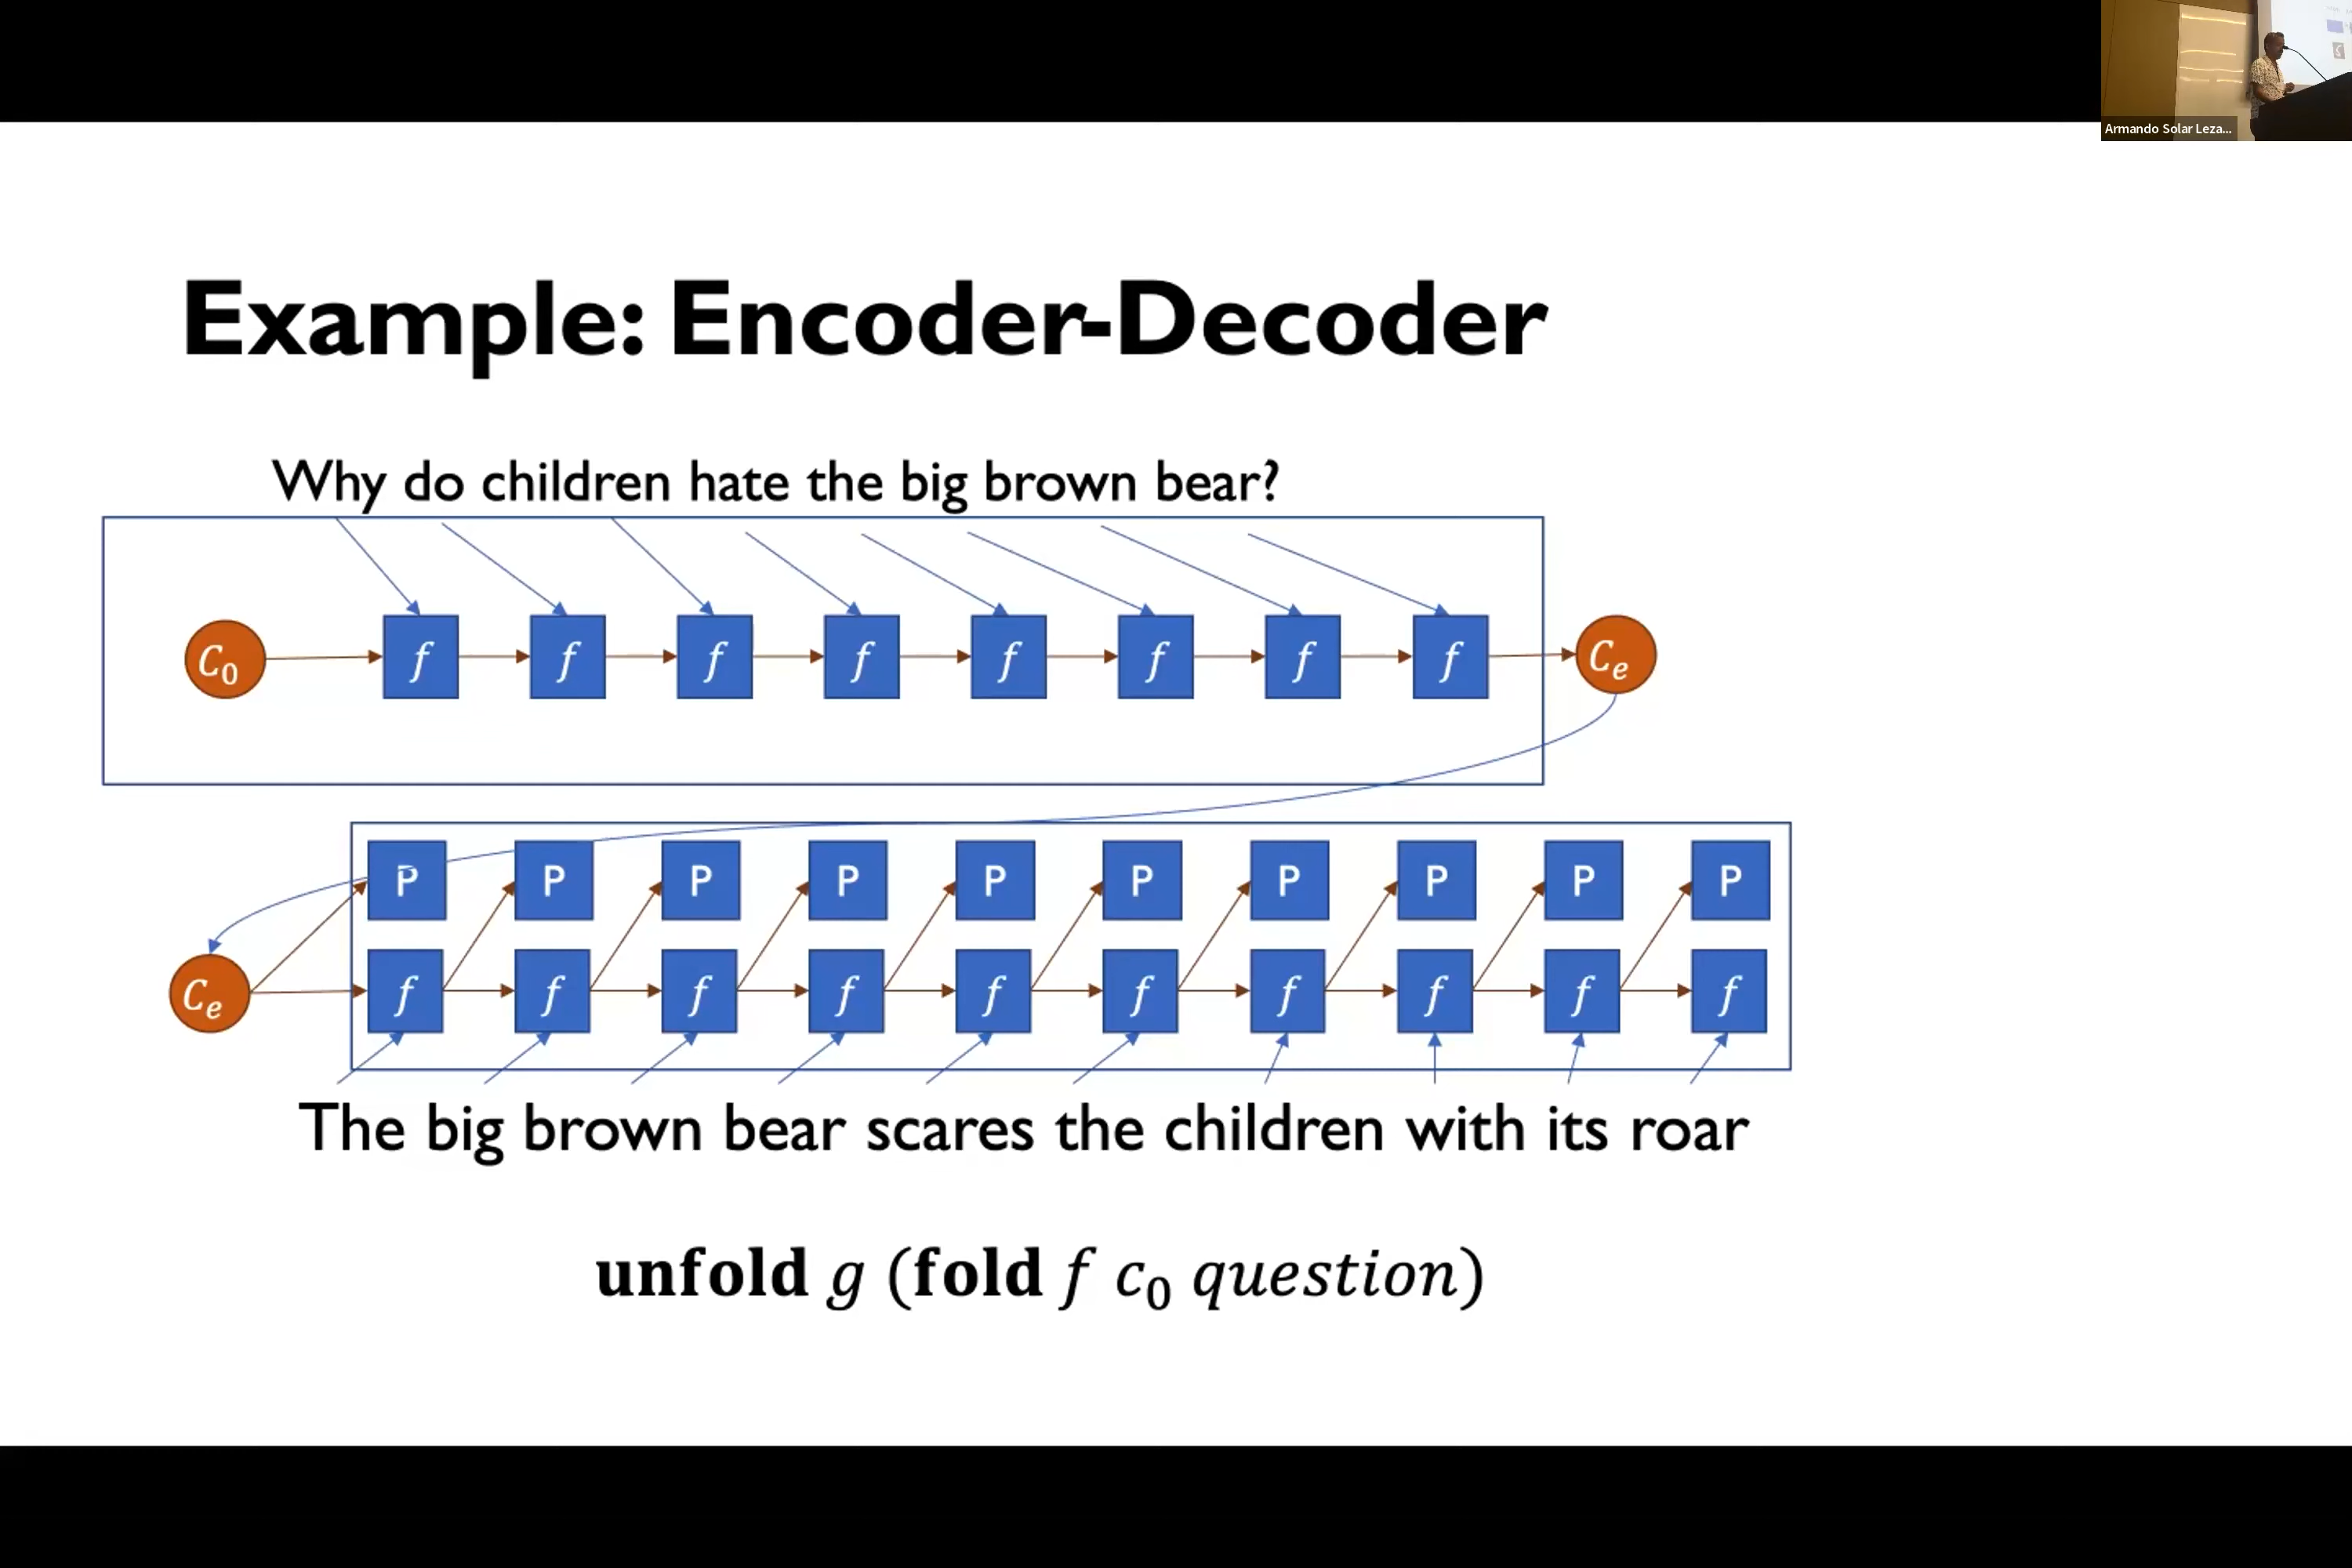 Armando Solar Leza...
Example: Encoder-Decoder
Why do children hate the big brown bear?
C₀ f f f f f f f f Cₑ
P P P P P P P P P P
Cₑ f f f f f f f f f f
The big brown bear scares the children with its roar
unfold g (fold f c₀ question)